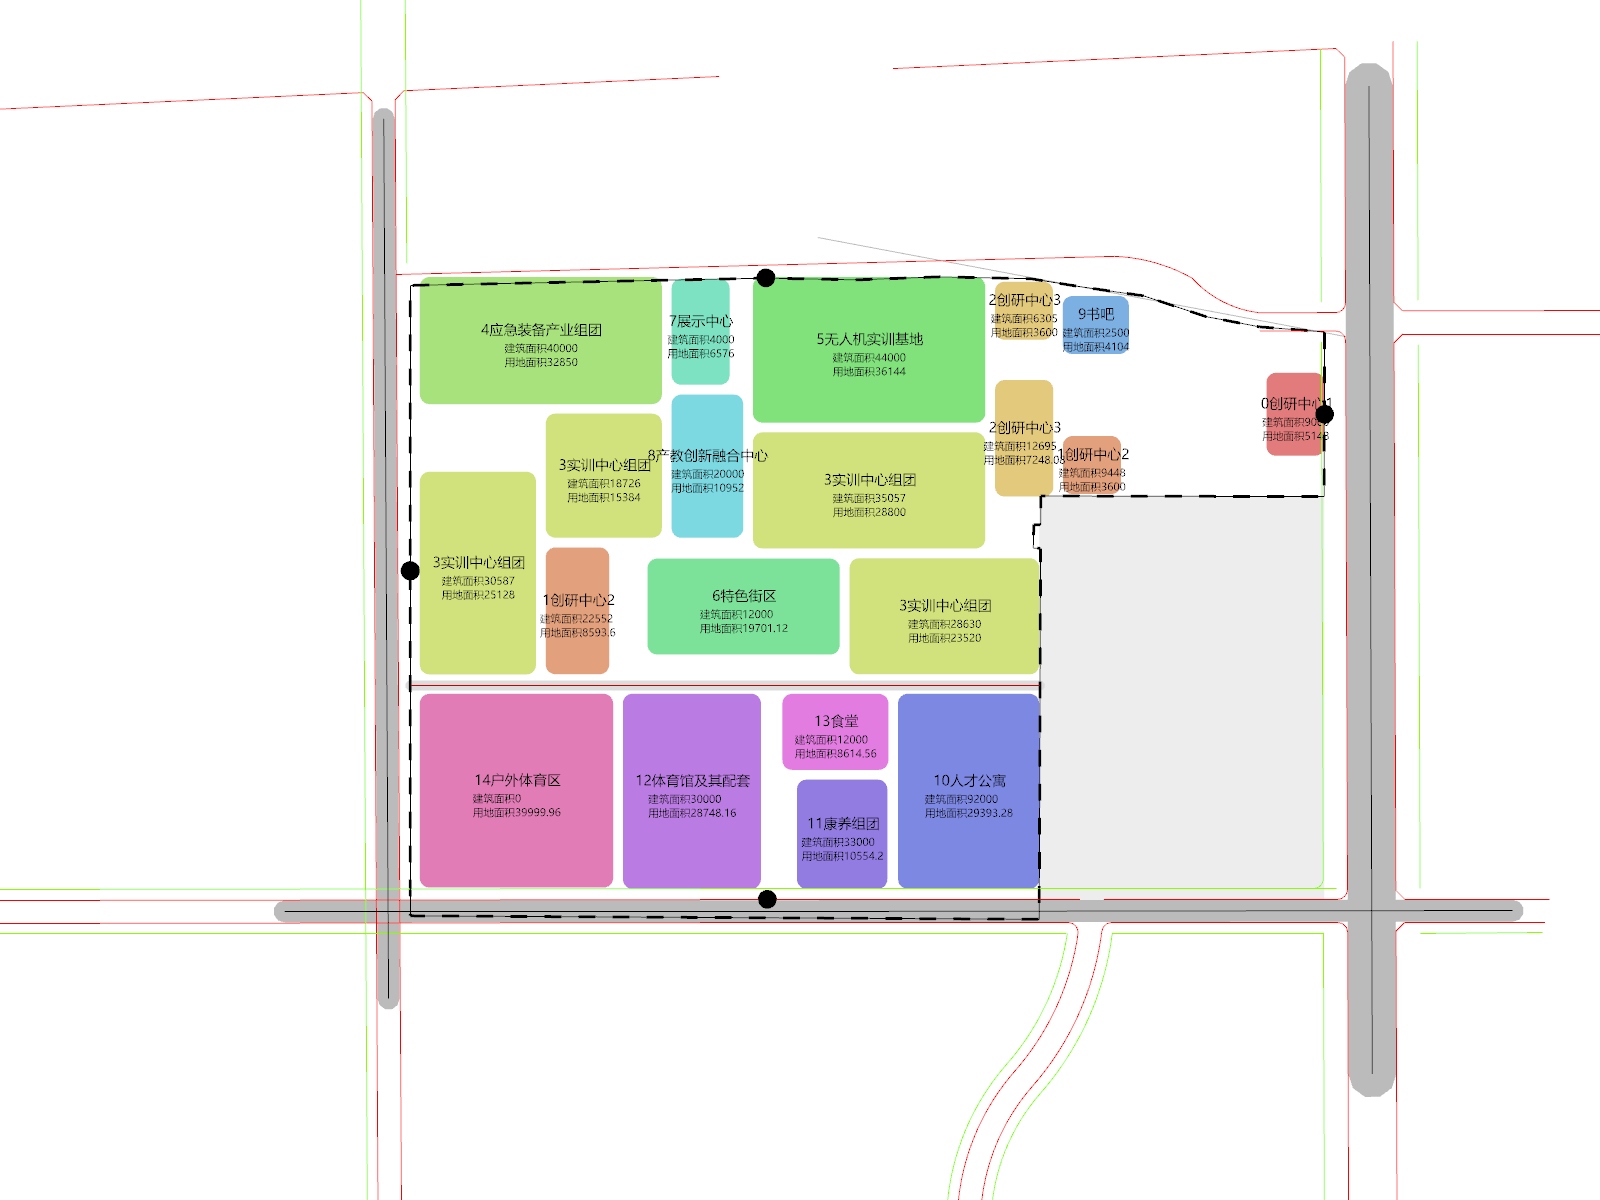 4应急装备产业组团
建筑面积40000
用地面积32850
7展示中心
建筑面积4000
用地面积6576
5无人机实训基地
建筑面积44000
用地面积36144
2创研中心3
建筑面积6305
用地面积3600
9书吧
建筑面积2500
用地面积4104
0创研中心1
用地面积5148
3实训中心组团
建筑面积18726
用地面积15384
8产教创新融合中心
建筑面积20000
用地面积10952
3实训中心组团
建筑面积35057
用地面积28800
2创研中心3
建筑面积12695
用地面积7248.08
1创研中心2
建筑面积9448
用地面积3600
3实训中心组团
建筑面积30587
用地面积25128
1创研中心2
建筑面积22552
用地面积8593.6
6特色街区
建筑面积12000
用地面积19701.12
3实训中心组团
建筑面积28630
用地面积23520
14户外体育区
建筑面积0
用地面积39999.96
12体育馆及其配套
建筑面积30000
用地面积28748.16
13食堂
建筑面积12000
用地面积8614.56
11康养组团
建筑面积33000
用地面积10554.2
10人才公寓
建筑面积92000
用地面积29393.28